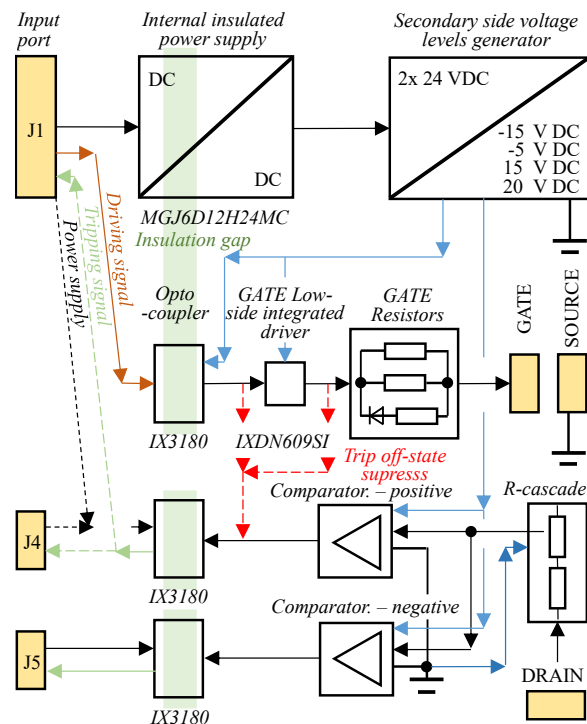 Input
port
Internal insulated
power supply
Secondary side voltage
levels generator
J1
DC
DC
2x 24 VDC
-15 V DC
-5 V DC
15 V DC
20 V DC
MGJ6D12H24MC
Insulation gap
Driving signal
Tripping signal
Power supply
Opto
-coupler
GATE Low-
side integrated
driver
GATE
Resistors
GATE
SOURCE
IX3180
IXDN609SI
Trip off-state
supresss
Comparator. – positive
R-cascade
J4
IX3180
Comparator. – negative
J5
IX3180
DRAIN